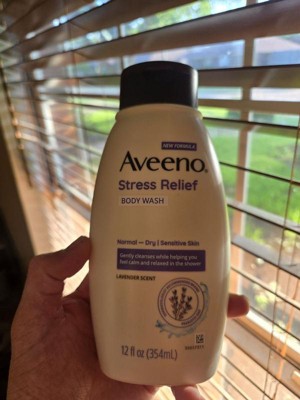 NEW FORMULA
Aveeno®
Stress Relief
BODY WASH
Normal – Dry | Sensitive Skin
Gently cleanses while helping you
feel calm and relaxed in the shower
LAVENDER SCENT
12 fl oz (354mL)